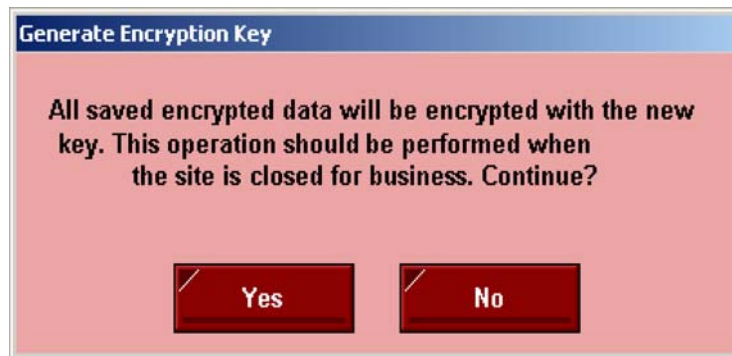 Generate Encryption Key
All saved encrypted data will be encrypted with the new
key. This operation should be performed when
the site is closed for business. Continue?
Yes
No